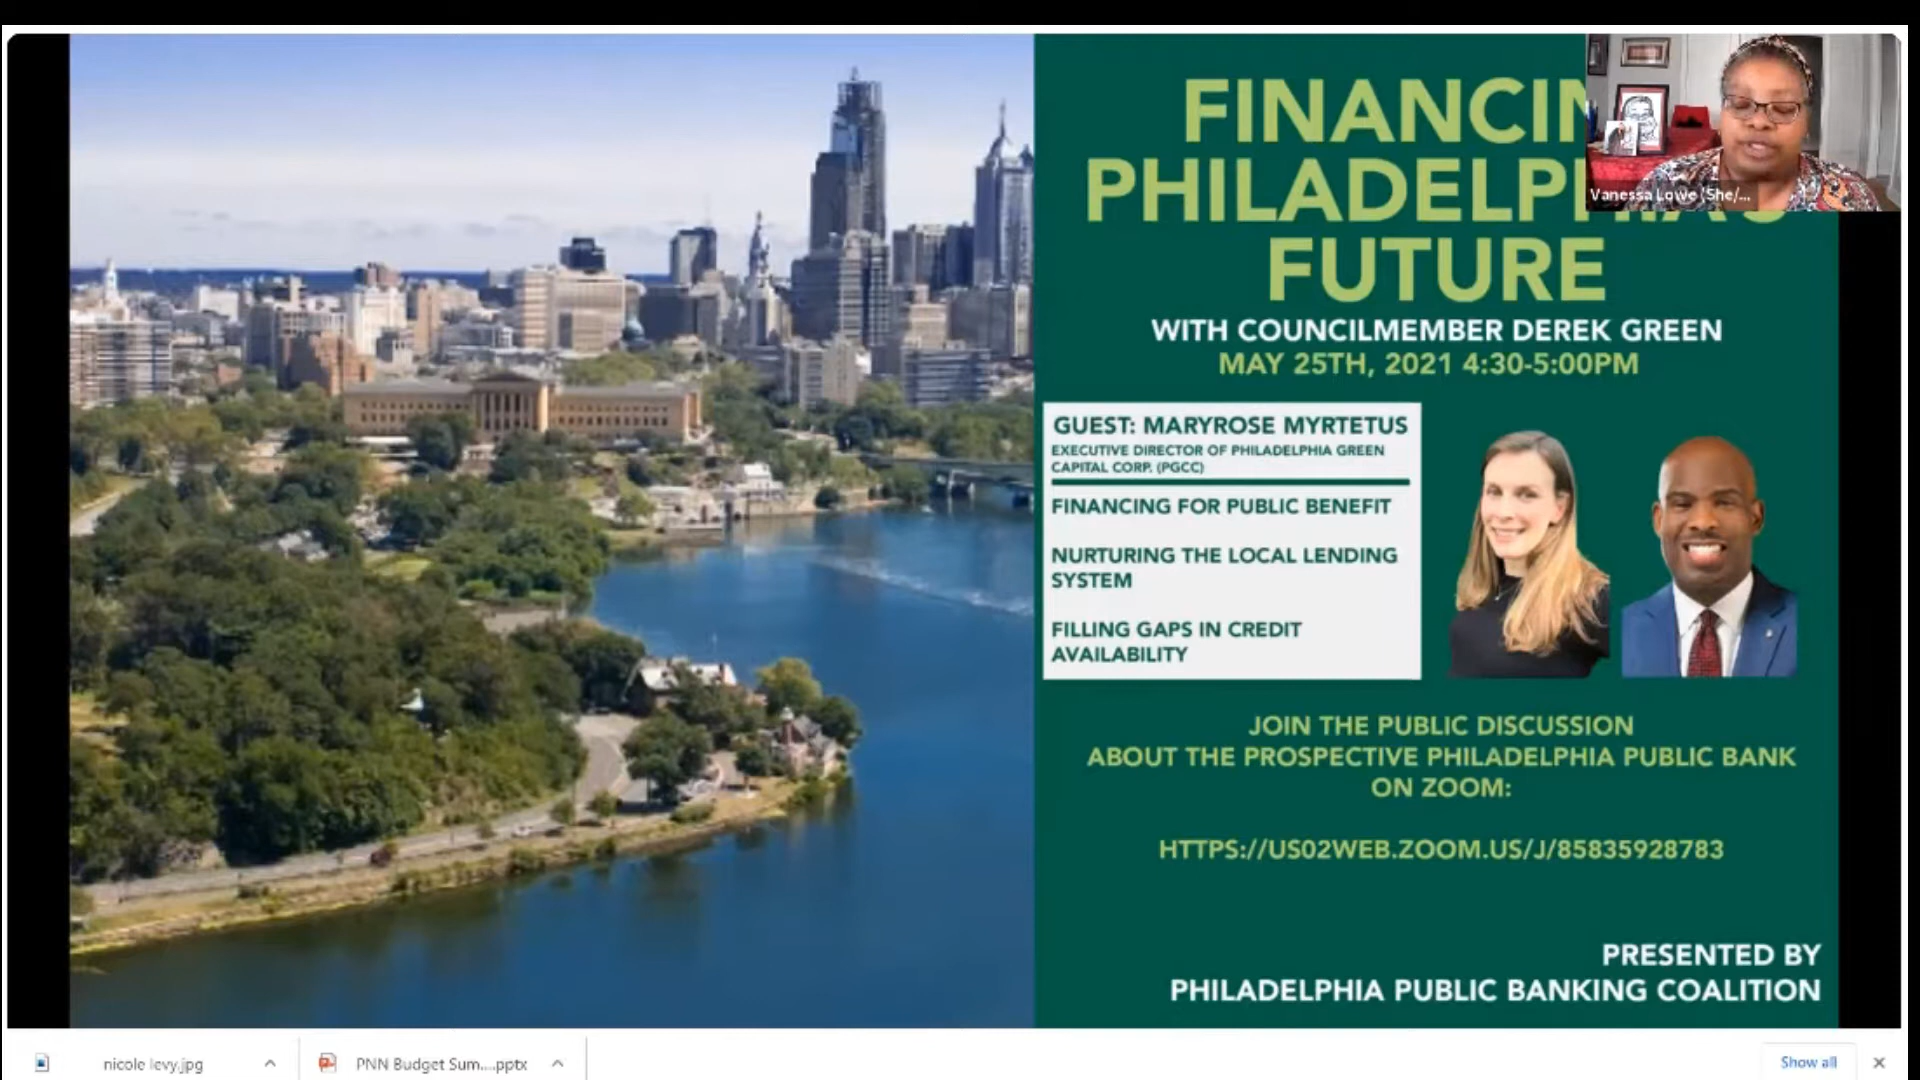 FINANCIN
PHILADELPHIA'S
FUTURE
WITH COUNCILMEMBER DEREK GREEN
MAY 25TH, 2021 4:30-5:00PM
Vanessa Lowe (She/...
GUEST: MARYROSE MYRTETUS
EXECUTIVE DIRECTOR OF PHILADELPHIA GREEN
CAPITAL CORP. (PGCC)
FINANCING FOR PUBLIC BENEFIT
NURTURING THE LOCAL LENDING
SYSTEM
FILLING GAPS IN CREDIT
AVAILABILITY
JOIN THE PUBLIC DISCUSSION
ABOUT THE PROSPECTIVE PHILADELPHIA PUBLIC BANK
ON ZOOM:
HTTPS://US02WEB.ZOOM.US/J/85835928783
PRESENTED BY
PHILADELPHIA PUBLIC BANKING COALITION
nicole levy.jpg
PNN Budget Sum....pptx
Show all